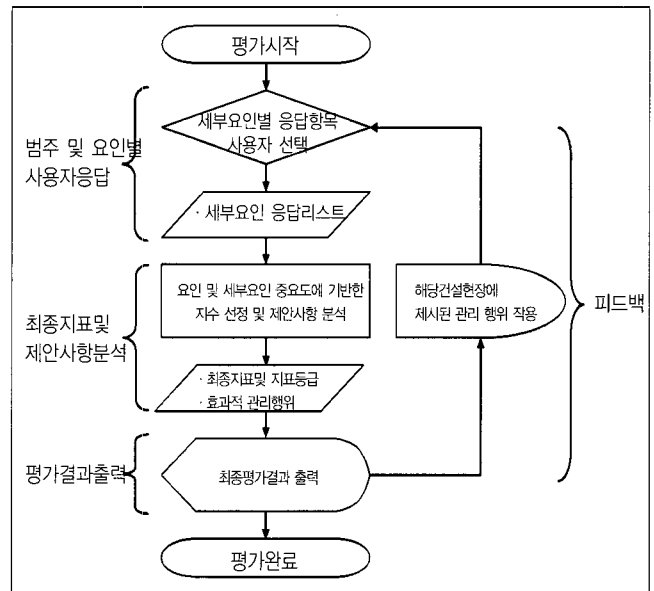 평가시작
범주 및 요인별
사용자응답
세부요인별 응답항목
사용자 선택
· 세부요인 응답리스트
최종지표및
제안사항분석
요인 및 세부요인 중요도에 기반한
지수 선정 및 제안사항 분석
· 최종지표및 지표등급
· 효과적 관리행위
해당건설현장에
제시된 관리 행위 작용
피드백
평가결과출력
최종평가결과 출력
평가완료